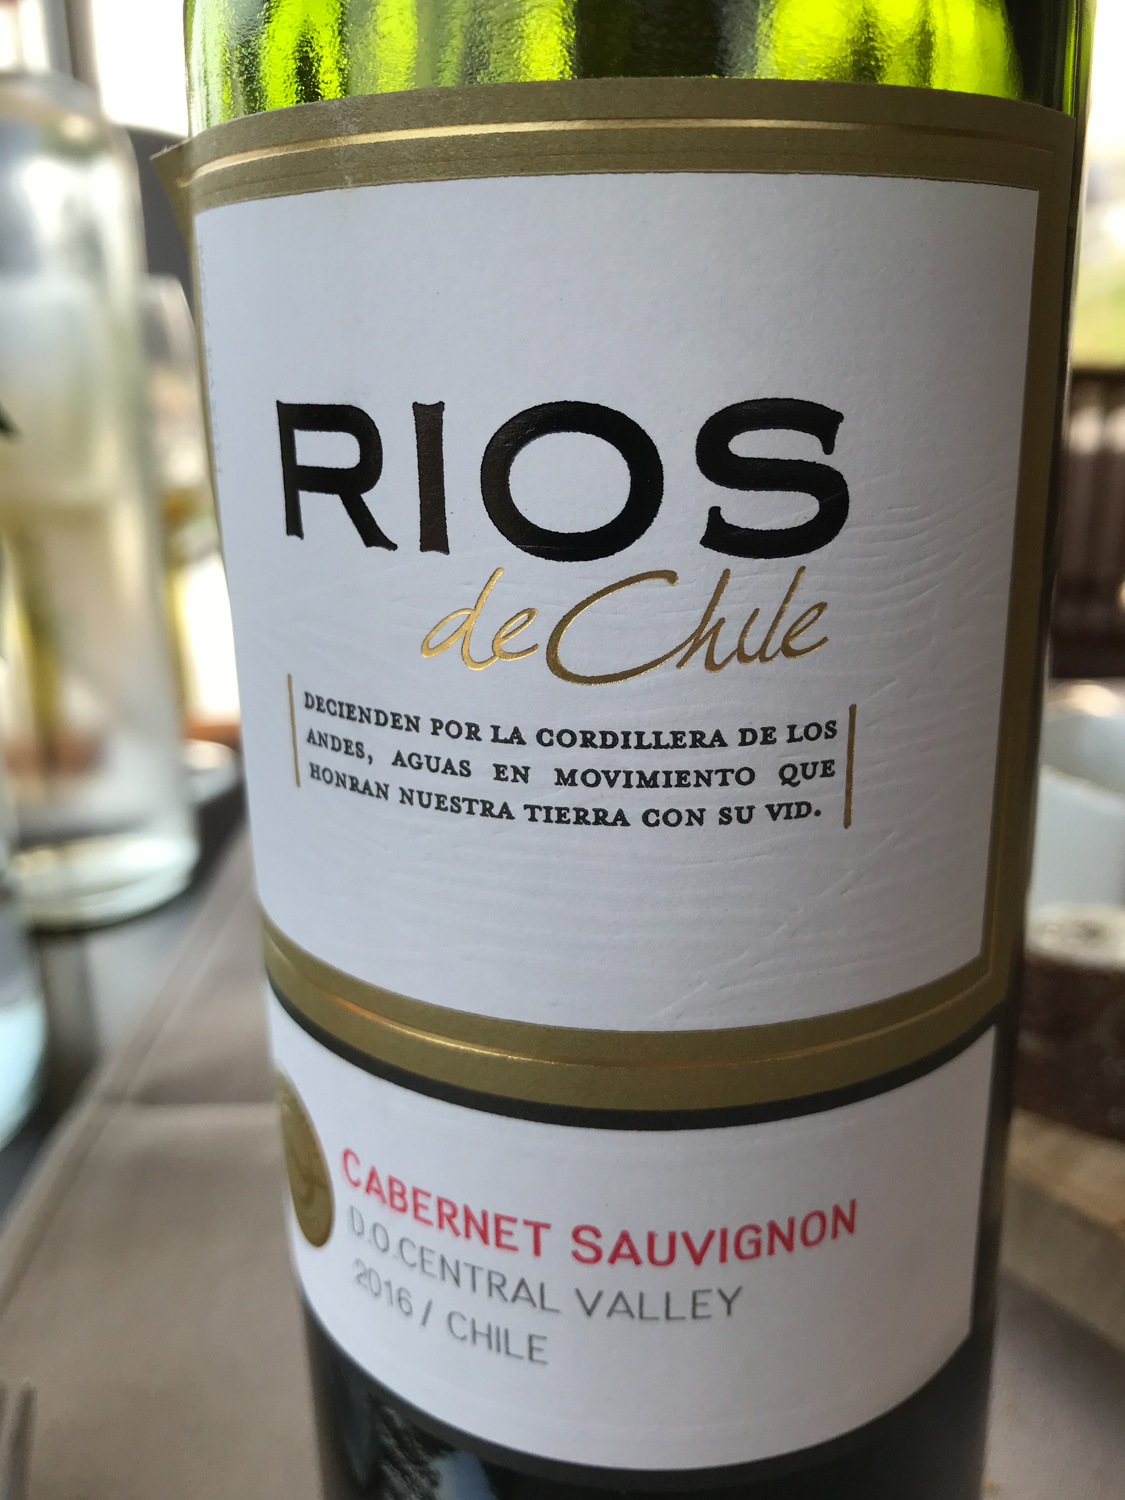 RIOS
de Chile
DECIENDEN POR LA CORDILLERA DE LOS
ANDES, AGUAS EN MOVIMIENTO QUE
HONRAN NUESTRA TIERRA CON SU VID.
CABERNET SAUVIGNON
D.O.CENTRAL VALLEY
2016 / CHILE